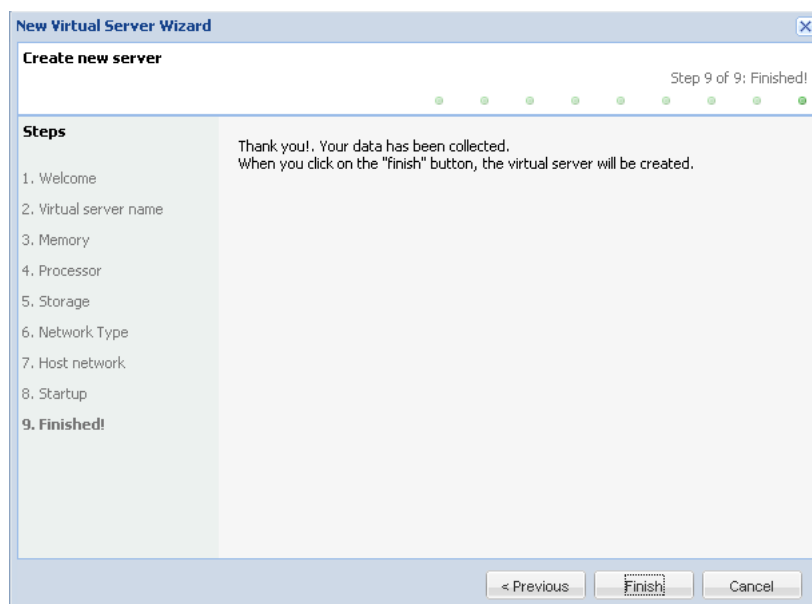 New Virtual Server Wizard
Create new server
Step 9 of 9: Finished!
Steps
1. Welcome
2. Virtual server name
3. Memory
4. Processor
5. Storage
6. Network Type
7. Host network
8. Startup
9. Finished!
Thank you!. Your data has been collected.
When you click on the "finish" button, the virtual server will be created.
< Previous
Finish
Cancel